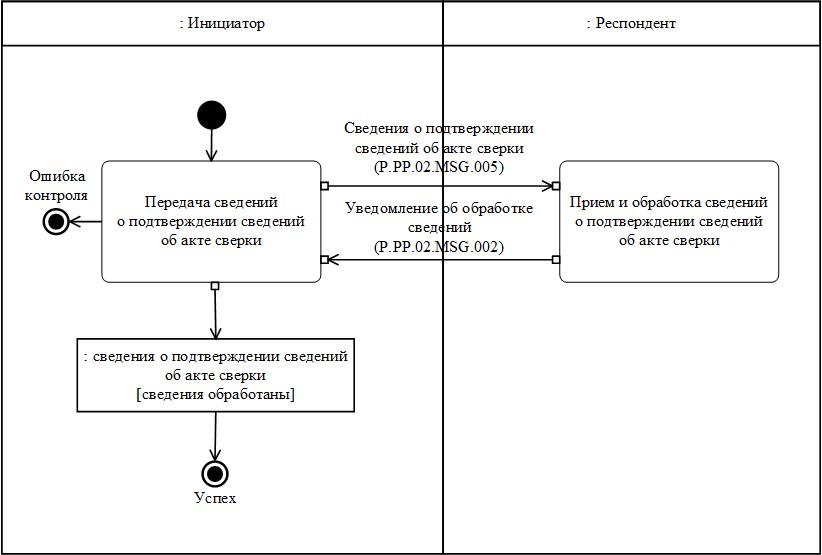 : Инициатор
: Респондент
Сведения о подтверждении
сведений об акте сверки
(P.PP.02.MSG.005)
Ошибка
контроля
Передача сведений
о подтверждении сведений
об акте сверки
Уведомление об обработке
сведений
(P.PP.02.MSG.002)
Прием и обработка сведений
о подтверждении сведений
об акте сверки
: сведения о подтверждении сведений
об акте сверки
[сведения обработаны]
Успех